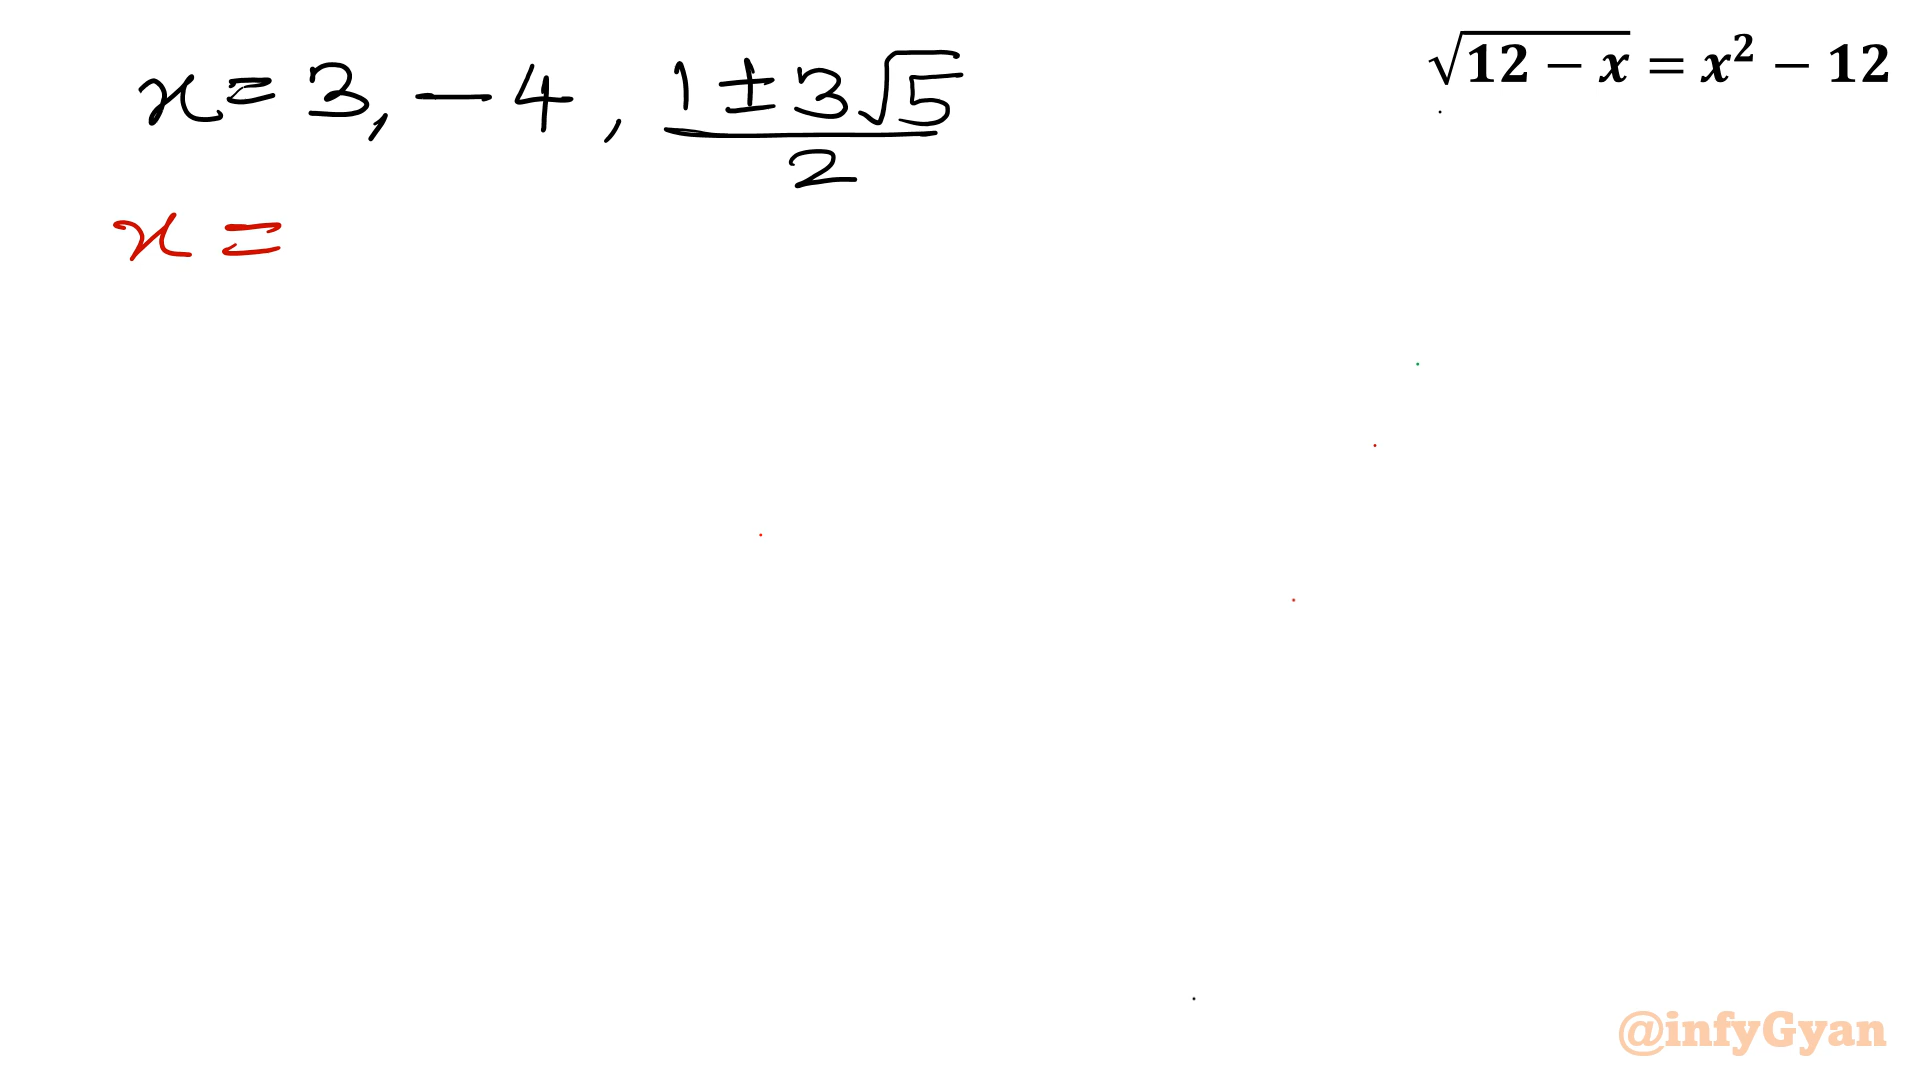 x = 3, -4, (1 ± 3√5)/2
√(12 − x) = x² − 12
x =
@infyGyan